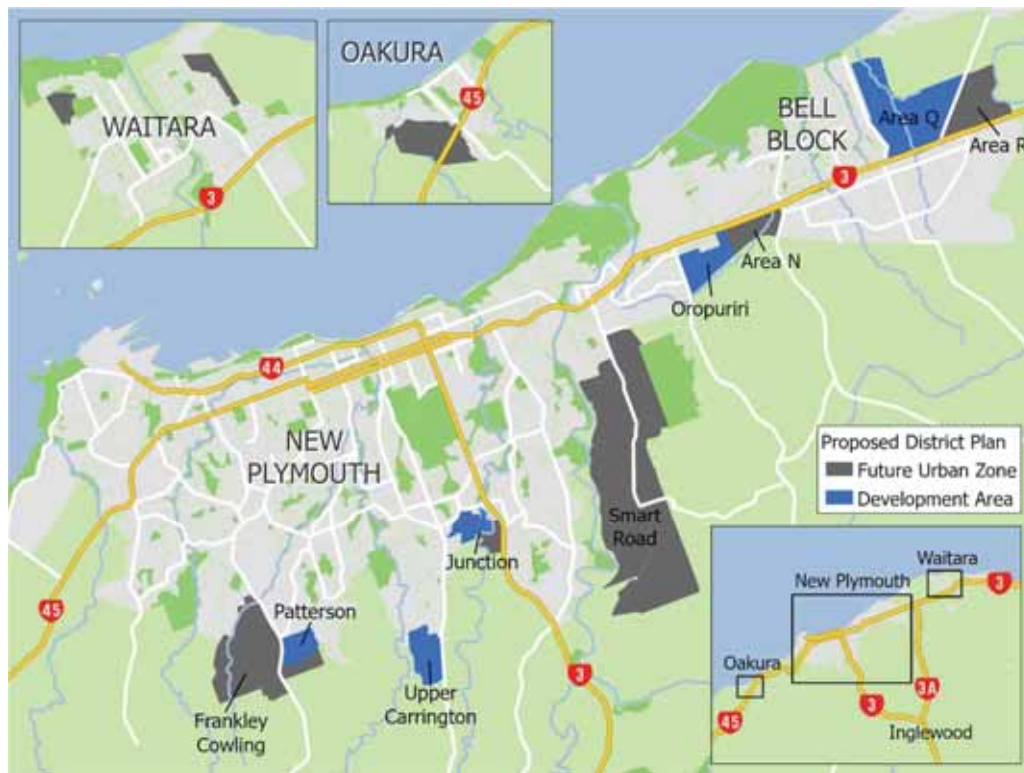 WAITARA
3
OAKURA
45
BELL
BLOCK
Area Q
Area R
3
Area N
Oropuriri
44
NEW
PLYMOUTH
Smart
Road
Junction
Patterson
45
Upper
Carrington
Frankley
Cowling
3
Proposed District Plan
Future Urban Zone
Development Area
Waitara
New Plymouth
3
Oakura
3A
3
45
Inglewood